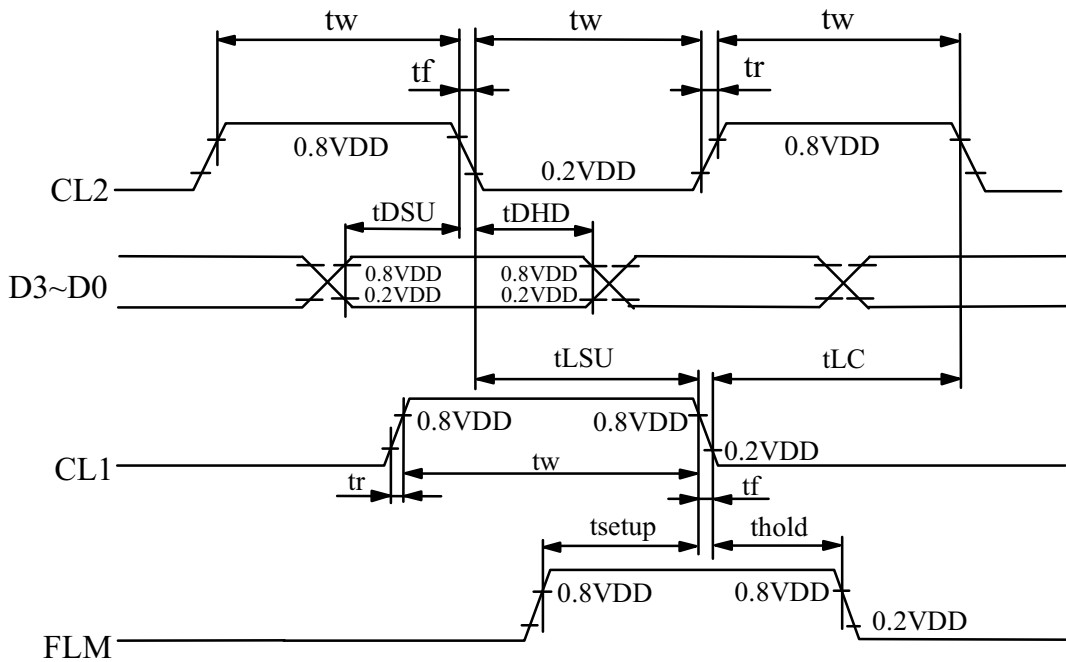 tw tw tw
tf tr
0.8VDD 0.2VDD 0.8VDD
CL2
tDSU tDHD
D3~D0 0.8VDD 0.8VDD
0.2VDD 0.2VDD
tLSU tLC
0.8VDD 0.8VDD
CL1 0.2VDD
tw
tr tf
tsetup thold
0.8VDD 0.8VDD
0.2VDD
FLM